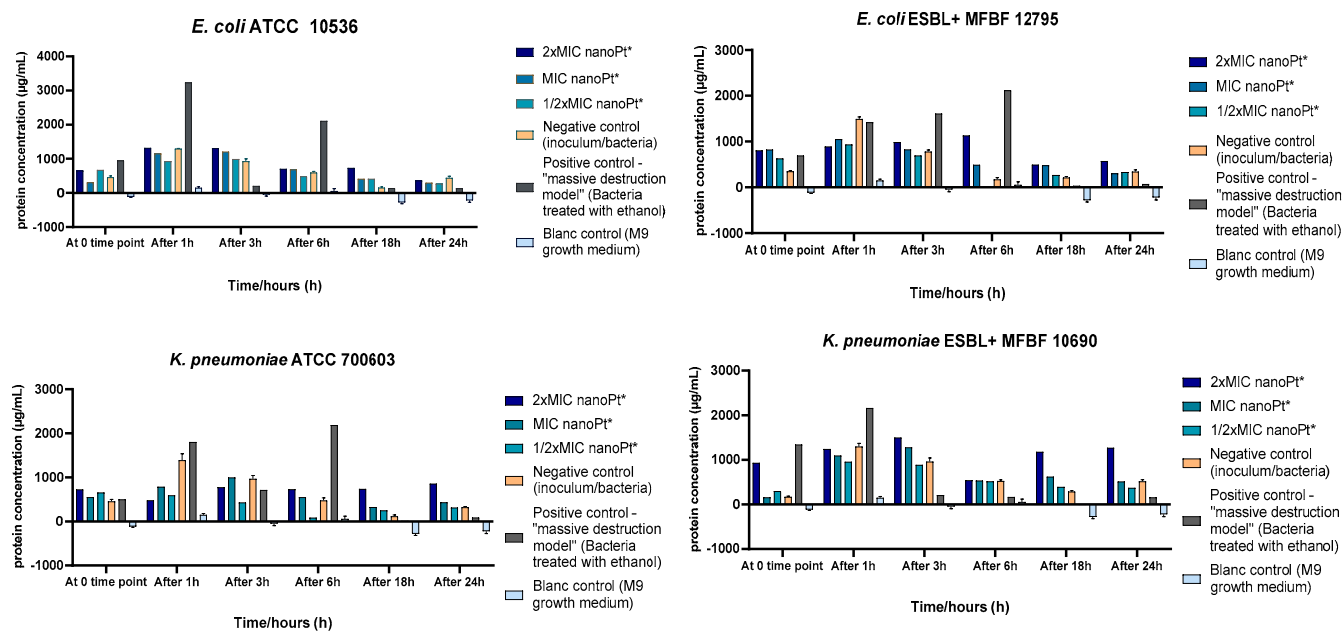 E. coli ATCC 10536
protein concentration (µg/mL)
4000
3000
2000
1000
0
-1000
At 0 time point
After 1h
After 3h
After 6h
After 18h
After 24h
Time/hours (h)
2xMIC nanoPt*
MIC nanoPt*
1/2xMIC nanoPt*
Negative control
(inoculum/bacteria)
Positive control -
"massive destruction
model" (Bacteria
treated with ethanol)
Blanc control (M9
growth medium)
E. coli ESBL+ MFBF 12795
protein concentration (µg/mL)
3000
2000
1000
0
-1000
At 0 time point
After 1h
After 3h
After 6h
After 18h
After 24h
Time/hours (h)
2xMIC nanoPt*
MIC nanoPt*
1/2xMIC nanoPt*
Negative control
(inoculum/bacteria)
Positive control -
"massive destruction
model" (Bacteria
treated with ethanol)
Blanc control (M9
growth medium)
K. pneumoniae ATCC 700603
protein concentration (µg/mL)
3000
2000
1000
0
-1000
At 0 time point
After 1h
After 3h
After 6h
After 18h
After 24h
Time/hours (h)
2xMIC nanoPt*
MIC nanoPt*
1/2xMIC nanoPt*
Negative control
(inoculum/bacteria)
Positive control -
"massive destruction
model" (Bacteria
treated with ethanol)
Blanc control (M9
growth medium)
K. pneumoniae ESBL+ MFBF 10690
protein concentration (µg/mL)
3000
2000
1000
0
-1000
At 0 time point
After 1h
After 3h
After 6h
After 18h
After 24h
Time/hours (h)
2xMIC nanoPt*
MIC nanoPt*
1/2xMIC nanoPt*
Negative control
(inoculum/bacteria)
Positive control -
"massive destruction
model" (Bacteria
treated with ethanol)
Blanc control (M9
growth medium)